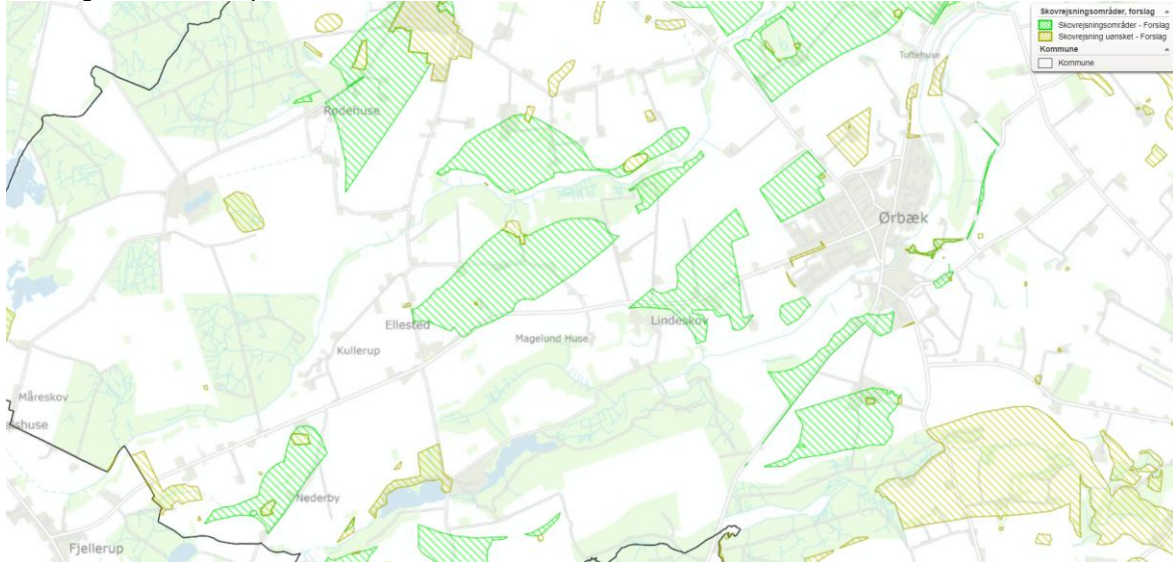 Skovrejsningsområder, forslag
Skovrejsningsområder - Forslag
Skovrejsning uønsket - Forslag
Kommune
Kommune
Toftehuse
Rødehuse
Ørbæk
Ellested
Lindeskov
Magelund Huse
Kullerup
Måreskov
shuse
Nederby
Fjellerup